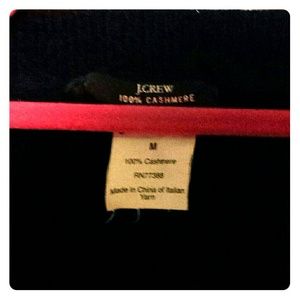 J.CREW
100% CASHMERE
M
100% Cashmere
RN77388
Made in China of Italian
Yarn